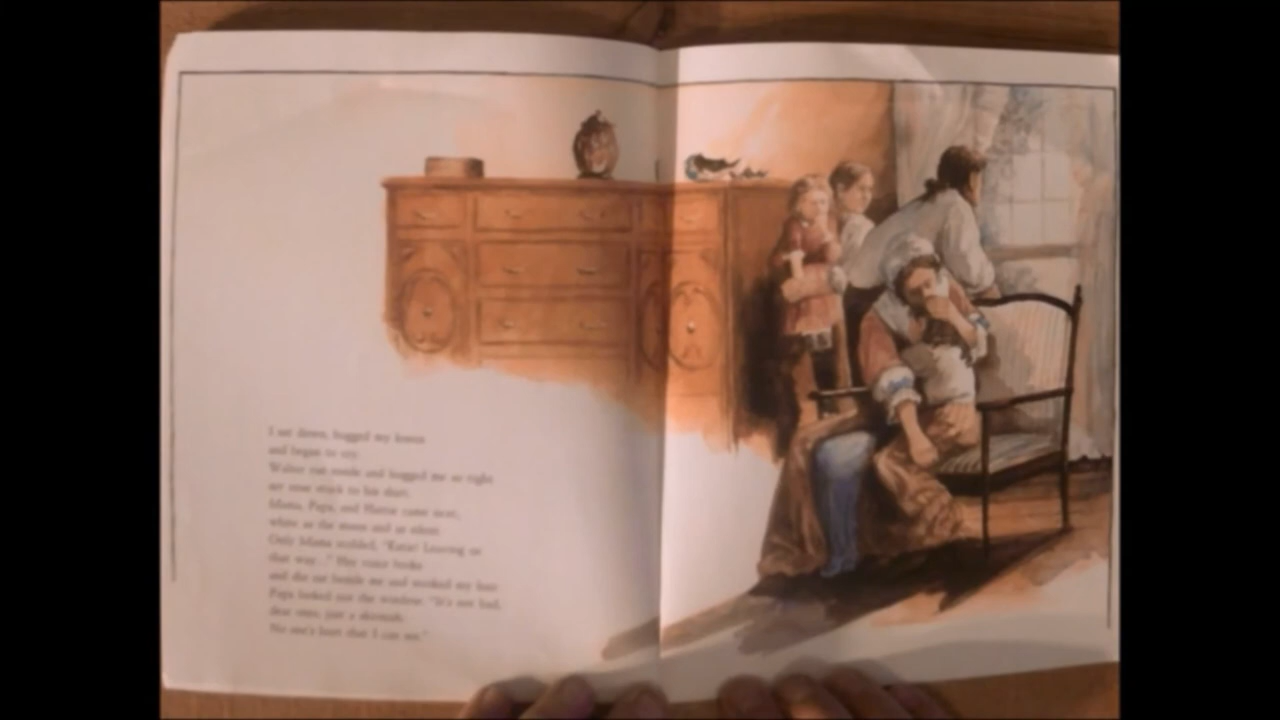 I sat down, hugged my knees
and began to cry.
Walter ran inside and hugged me so tight
my nose stuck to his shirt.
Mama, Papa, and Hattie came next,
white as the moon and as silent.
Only Mama scolded, "Katie! Leaving us
that way..." Her voice broke
and she sat beside me and stroked my hair.
Papa looked out the window. "It's not bad,
dear ones, just a skirmish.
No one's hurt that I can see."